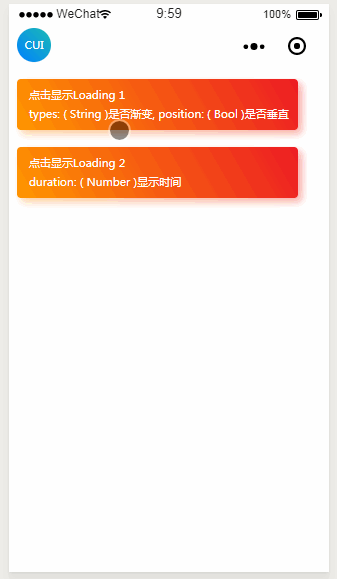 ●●●●● WeChat 9:59 100%
CUI
点击显示Loading 1
types: ( String )是否渐变, position: ( Bool )是否垂直
点击显示Loading 2
duration: ( Number )显示时间